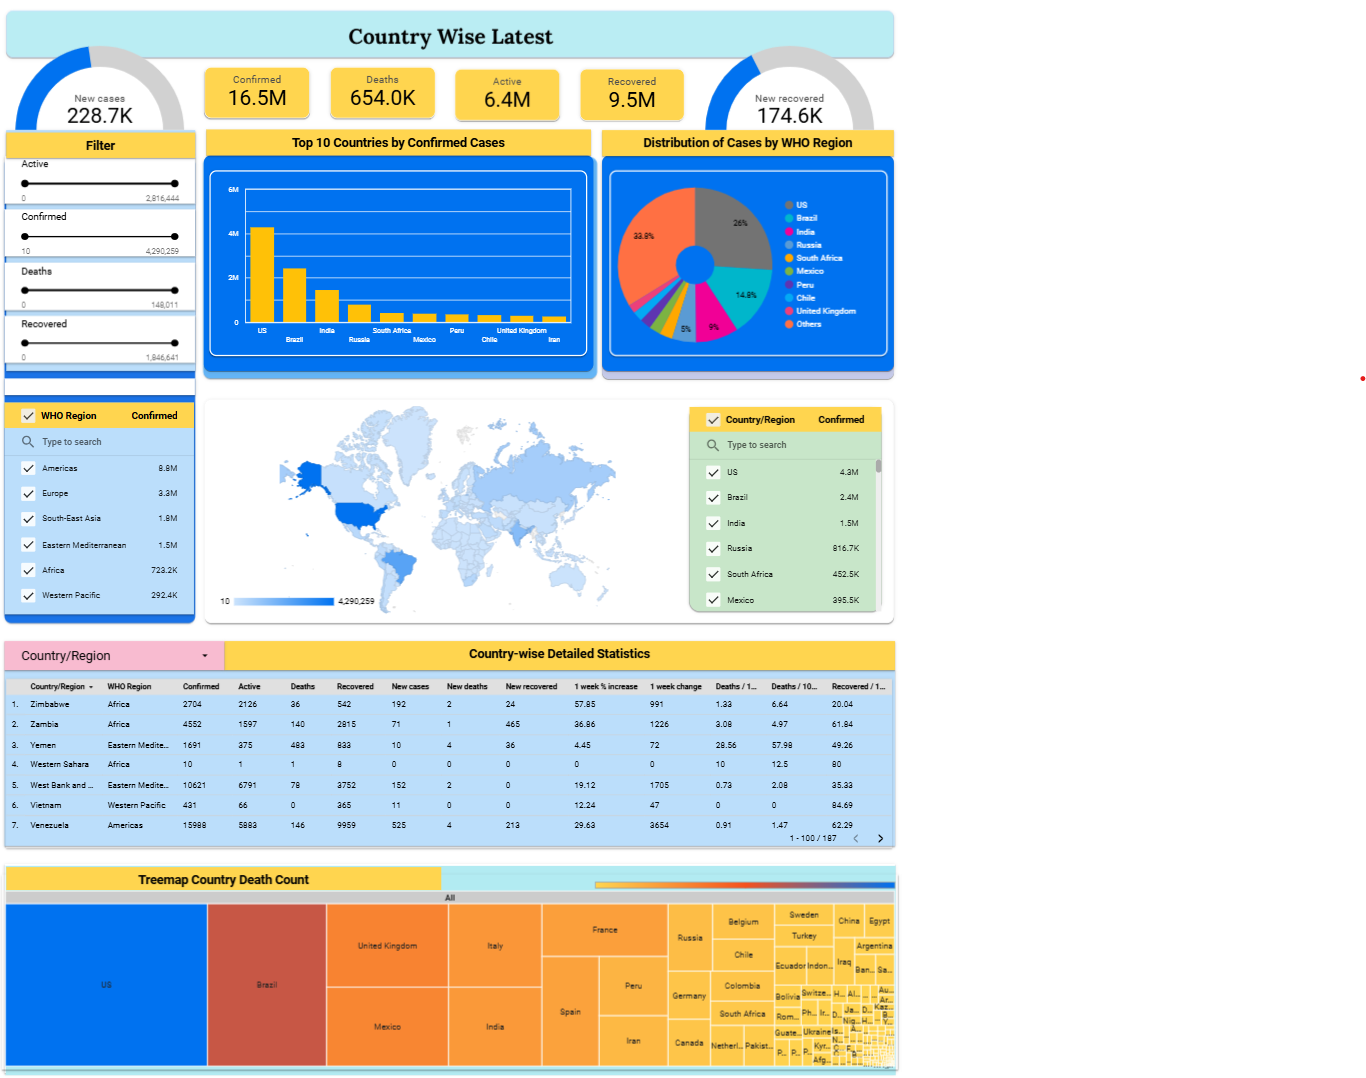 Country Wise Latest
New cases
228.7K
Confirmed
16.5M
Deaths
654.0K
Active
6.4M
Recovered
9.5M
New recovered
174.6K
Filter
Active
0 2,816,444
Confirmed
10 4,290,259
Deaths
0 148,011
Recovered
0 1,846,641
Top 10 Countries by Confirmed Cases
6M
4M
2M
0
US Brazil India Russia South Africa Mexico Peru Chile United Kingdom Iran
Distribution of Cases by WHO Region
33.8% 26% 14.8% 9% 5%
US
Brazil
India
Russia
South Africa
Mexico
Peru
Chile
United Kingdom
Others
WHO Region Confirmed
Type to search
Americas 8.8M
Europe 3.3M
South-East Asia 1.8M
Eastern Mediterranean 1.5M
Africa 723.2K
Western Pacific 292.4K
10 4,290,259
Country/Region Confirmed
Type to search
US 4.3M
Brazil 2.4M
India 1.5M
Russia 816.7K
South Africa 452.5K
Mexico 395.5K
Country/Region
Country-wise Detailed Statistics
Country/Region WHO Region Confirmed Active Deaths Recovered New cases New deaths New recovered 1 week % increase 1 week change Deaths / 1... Deaths / 10... Recovered / 1...
1. Zimbabwe Africa 2704 2126 36 542 192 2 24 57.85 991 1.33 6.64 20.04
2. Zambia Africa 4552 1597 140 2815 71 1 465 36.86 1226 3.08 4.97 61.84
3. Yemen Eastern Medite... 1691 375 483 833 10 4 36 4.45 72 28.56 57.98 49.26
4. Western Sahara Africa 10 1 1 8 0 0 0 0 0 10 12.5 80
5. West Bank and ... Eastern Medite... 10621 6791 78 3752 152 2 0 19.12 1705 0.73 2.08 35.33
6. Vietnam Western Pacific 431 66 0 365 11 0 0 12.24 47 0 0 84.69
7. Venezuela Americas 15988 5883 146 9959 525 4 213 29.63 3654 0.91 1.47 62.29
1 - 100 / 187
Treemap Country Death Count
All
US
Brazil
United Kingdom
Mexico
Italy
India
France
Spain
Peru
Iran
Russia
Germany
Canada
Belgium
Chile
Colombia
South Africa
Netherl... Pakist...
Sweden
Turkey
Ecuador Indon...
Bolivia Switze...
Rom... Ph... Ir...
Guate... Ukraine
P... P... P... Kyr...
Afg...
China Egypt
Iraq Argentina
Ban... Sa...
H... Al... Au...
Ar...
D... Ja... D... Kaz...
Nig... H...